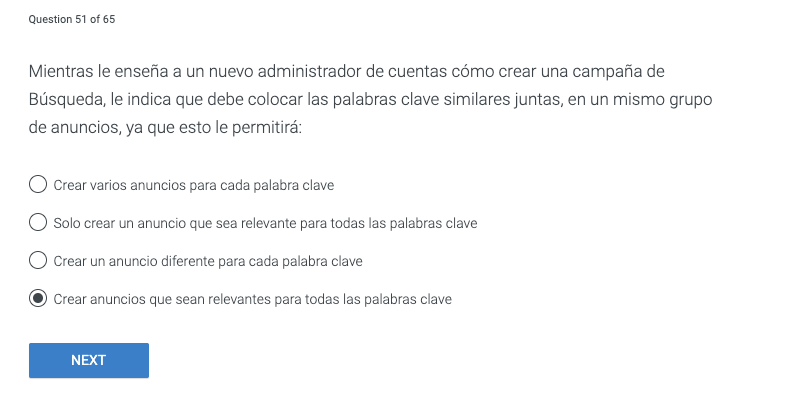 Question 51 of 65
Mientras le enseña a un nuevo administrador de cuentas cómo crear una campaña de
Búsqueda, le indica que debe colocar las palabras clave similares juntas, en un mismo grupo
de anuncios, ya que esto le permitirá:
Crear varios anuncios para cada palabra clave
Solo crear un anuncio que sea relevante para todas las palabras clave
Crear un anuncio diferente para cada palabra clave
Crear anuncios que sean relevantes para todas las palabras clave
NEXT